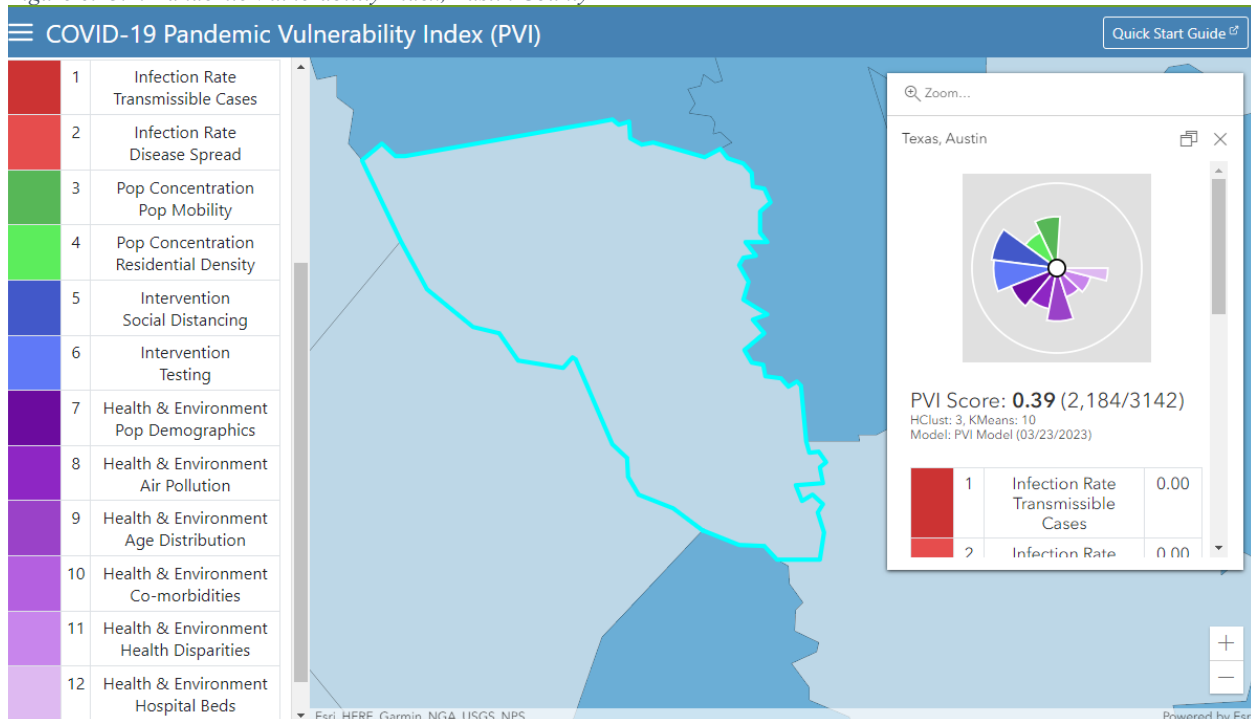 COVID-19 Pandemic Vulnerability Index (PVI)
Quick Start Guide
1 Infection Rate
Transmissible Cases
2 Infection Rate
Disease Spread
3 Pop Concentration
Pop Mobility
4 Pop Concentration
Residential Density
5 Intervention
Social Distancing
6 Intervention
Testing
7 Health & Environment
Pop Demographics
8 Health & Environment
Air Pollution
9 Health & Environment
Age Distribution
10 Health & Environment
Co-morbidities
11 Health & Environment
Health Disparities
12 Health & Environment
Hospital Beds
Zoom...
Texas, Austin
PVI Score: 0.39 (2,184/3142)
HClust: 3, KMeans: 10
Model: PVI Model (03/23/2023)
1 Infection Rate 0.00
Transmissible
Cases
2 Infection Rate 0.00
+
−
Esri, HERE, Garmin, NGA, USGS, NPS
Powered by Esri